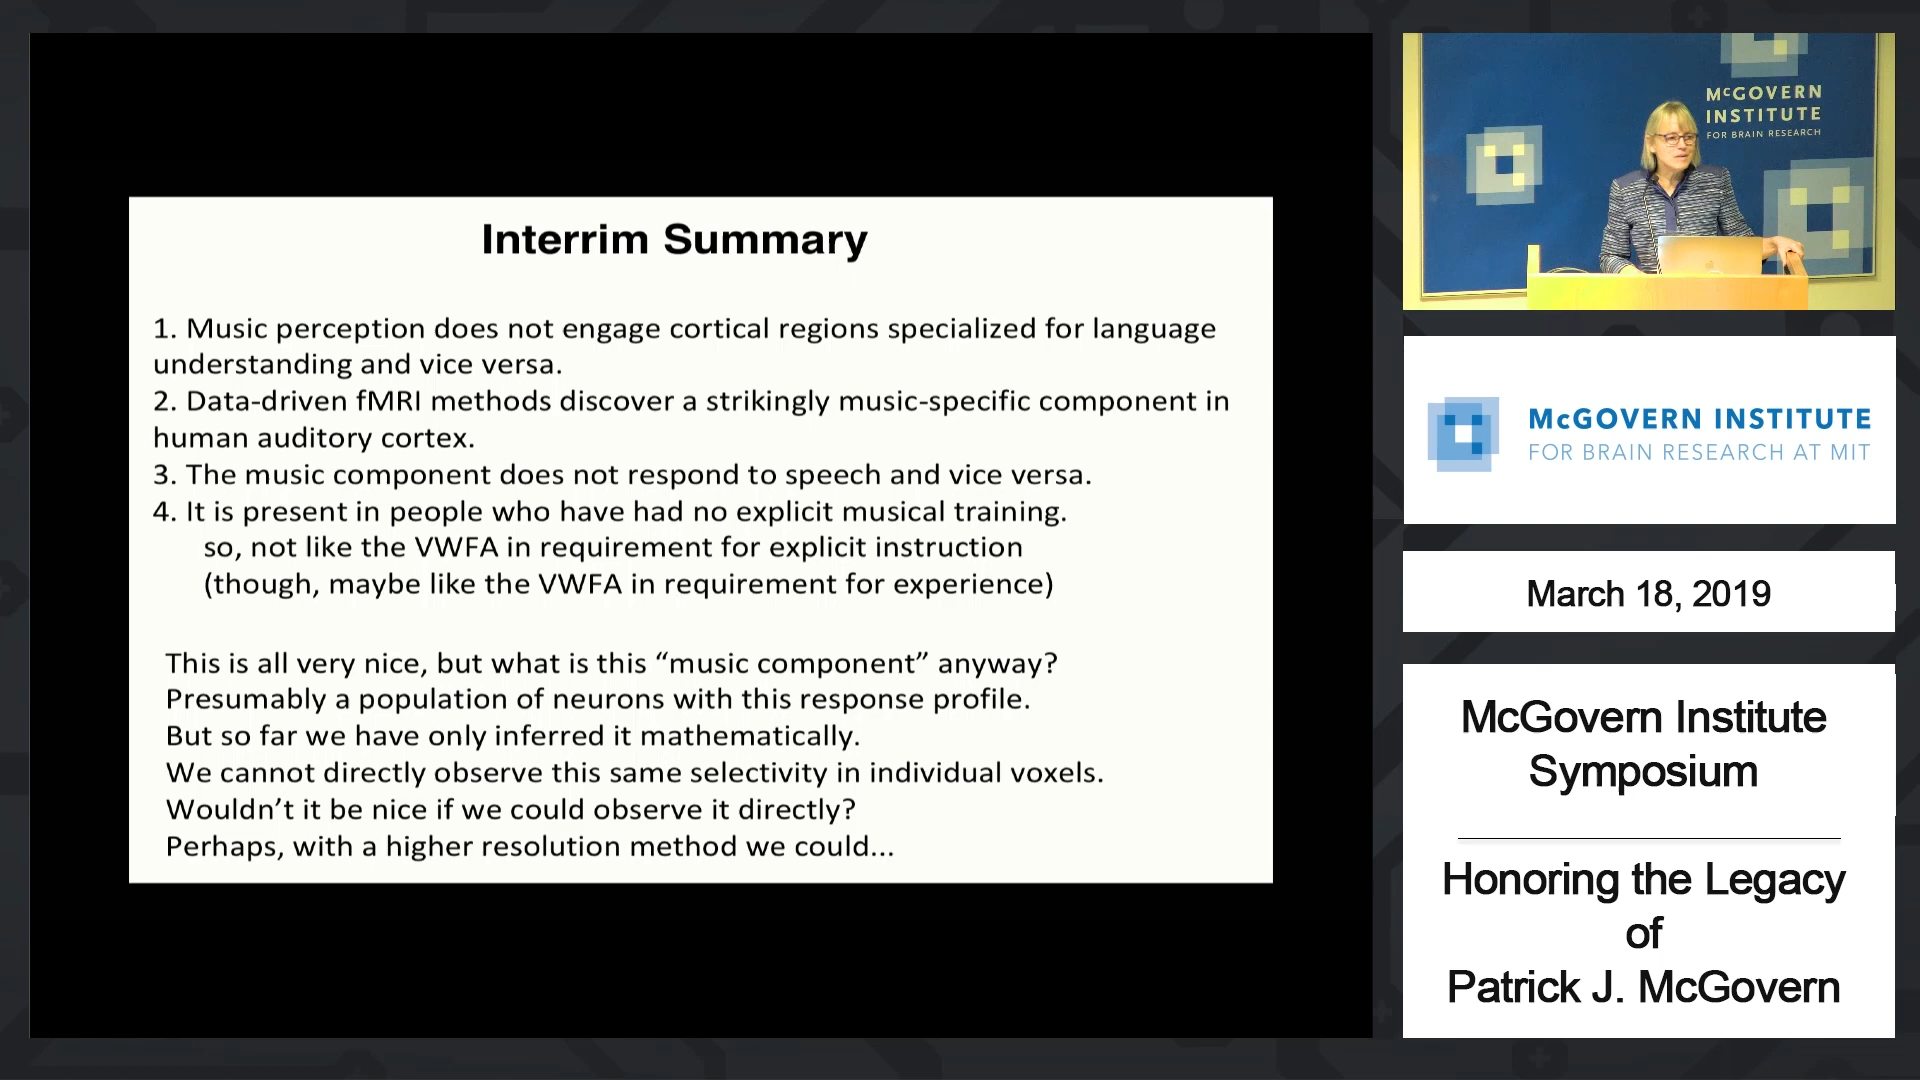 Interrim Summary
1. Music perception does not engage cortical regions specialized for language
understanding and vice versa.
2. Data-driven fMRI methods discover a strikingly music-specific component in
human auditory cortex.
3. The music component does not respond to speech and vice versa.
4. It is present in people who have had no explicit musical training.
so, not like the VWFA in requirement for explicit instruction
(though, maybe like the VWFA in requirement for experience)
This is all very nice, but what is this “music component” anyway?
Presumably a population of neurons with this response profile.
But so far we have only inferred it mathematically.
We cannot directly observe this same selectivity in individual voxels.
Wouldn’t it be nice if we could observe it directly?
Perhaps, with a higher resolution method we could...
McGOVERN
INSTITUTE
FOR BRAIN RESEARCH
McGOVERN INSTITUTE
FOR BRAIN RESEARCH AT MIT
March 18, 2019
McGovern Institute
Symposium
Honoring the Legacy
of
Patrick J. McGovern